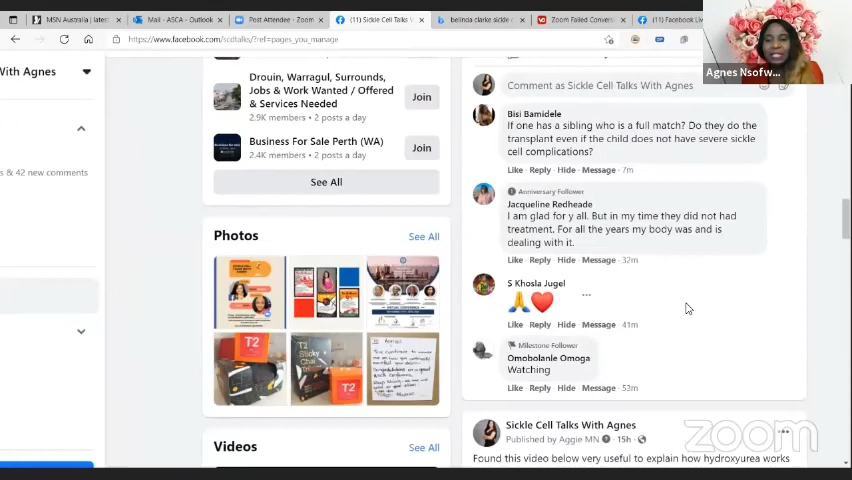 MSN Australia | latest
Mail - ASCA - Outlook
Post Attendee - Zoom
(11) Sickle Cell Talks W
belinda clarke sickle c
Zoom Failed Conversi
(11) Facebook Live
https://www.facebook.com/scdtalks/?ref=pages_you_manage
Agnes Nsofw...
With Agnes
& 42 new comments
Drouin, Warragul, Surrounds,
Jobs & Work Wanted / Offered
& Services Needed
2.9K members • 2 posts a day
Join
Business For Sale Perth (WA)
2.4K members • 2 posts a day
Join
See All
Photos
See All
T2
Sticky
Chai
T2
Videos
See All
Comment as Sickle Cell Talks With Agnes
Bisi Bamidele
If one has a sibling who is a full match? Do they do the
transplant even if the child does not have severe sickle
cell complications?
Like · Reply · Hide · Message · 7m
Anniversary Follower
Jacqueline Redheade
I am glad for y all. But in my time they did not had
treatment. For all the years my body was and is
dealing with it.
Like · Reply · Hide · Message · 32m
S Khosla Jugel
🙏❤️
Like · Reply · Hide · Message · 41m
Milestone Follower
Omobolanle Omoga
Watching
Like · Reply · Hide · Message · 53m
Sickle Cell Talks With Agnes
Published by Aggie MN · 15h ·
Found this video below very useful to explain how hydroxyurea works
zoom